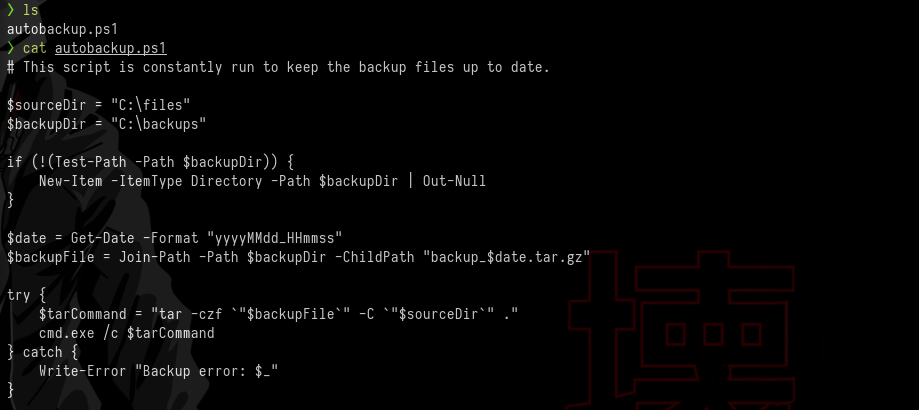 ❯ ls
autobackup.ps1
❯ cat autobackup.ps1
# This script is constantly run to keep the backup files up to date.

$sourceDir = "C:\files"
$backupDir = "C:\backups"

if (!(Test-Path -Path $backupDir)) {
    New-Item -ItemType Directory -Path $backupDir | Out-Null
}

$date = Get-Date -Format "yyyyMMdd_HHmmss"
$backupFile = Join-Path -Path $backupDir -ChildPath "backup_$date.tar.gz"

try {
    $tarCommand = "tar -czf `"$backupFile`" -C `"$sourceDir`" ."
    cmd.exe /c $tarCommand
} catch {
    Write-Error "Backup error: $_"
}